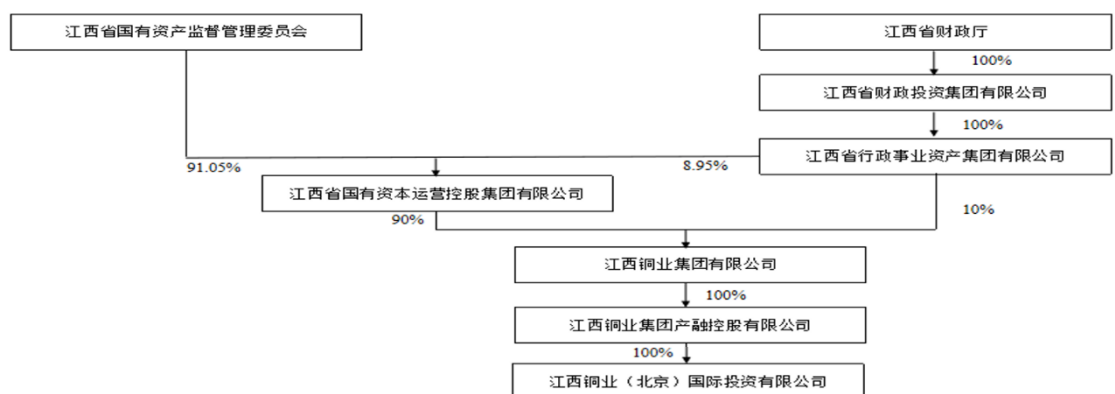 江西省国有资产监督管理委员会
江西省财政厅
100%
江西省财政投资集团有限公司
100%
江西省行政事业资产集团有限公司
91.05%
8.95%
江西省国有资本运营控股集团有限公司
90%
10%
江西铜业集团有限公司
100%
江西铜业集团产融控股有限公司
100%
江西铜业（北京）国际投资有限公司